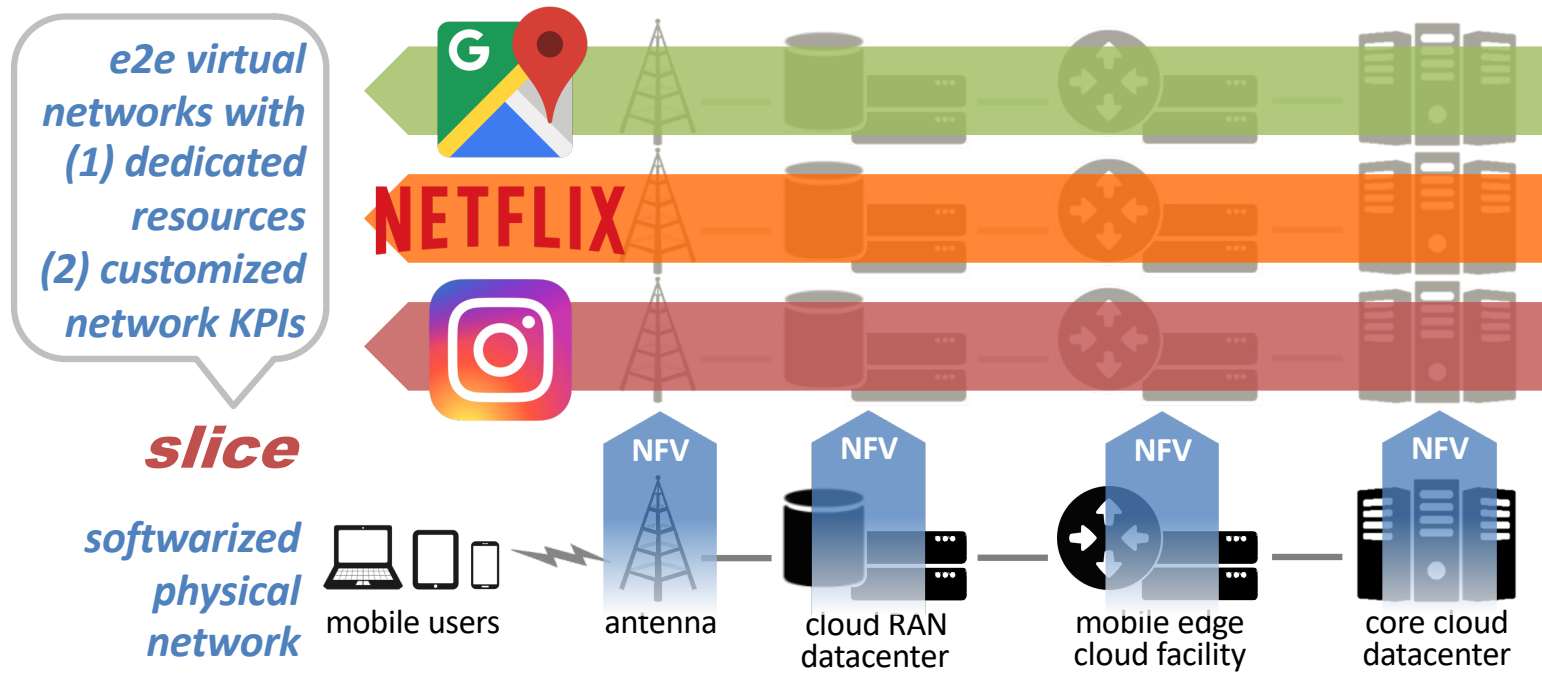 e2e virtual
networks with
(1) dedicated
resources
(2) customized
network KPIs
G
NETFLIX
slice
NFV
NFV
NFV
NFV
softwarized
physical
network
mobile users
antenna
cloud RAN
datacenter
mobile edge
cloud facility
core cloud
datacenter